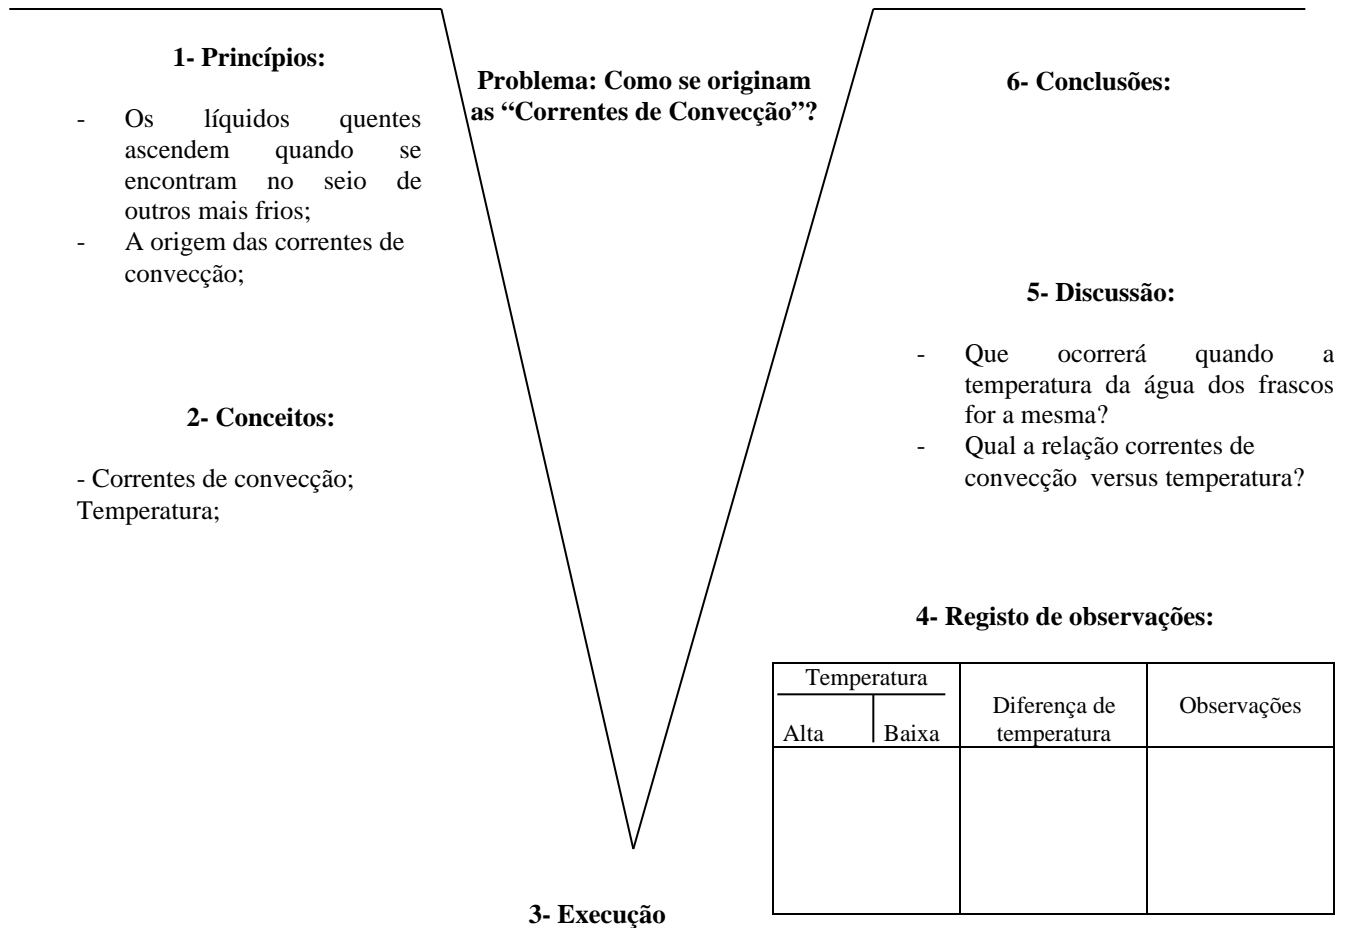 1- Princípios:
- Os líquidos quentes
ascendem quando se
encontram no seio de
outros mais frios;
- A origem das correntes de
convecção;
2- Conceitos:
- Correntes de convecção;
Temperatura;
Problema: Como se originam
as “Correntes de Convecção”?
3- Execução
6- Conclusões:
5- Discussão:
- Que ocorrerá quando a
temperatura da água dos frascos
for a mesma?
- Qual a relação correntes de
convecção versus temperatura?
4- Registo de observações:
Temperatura
Alta Baixa
Diferença de
temperatura
Observações